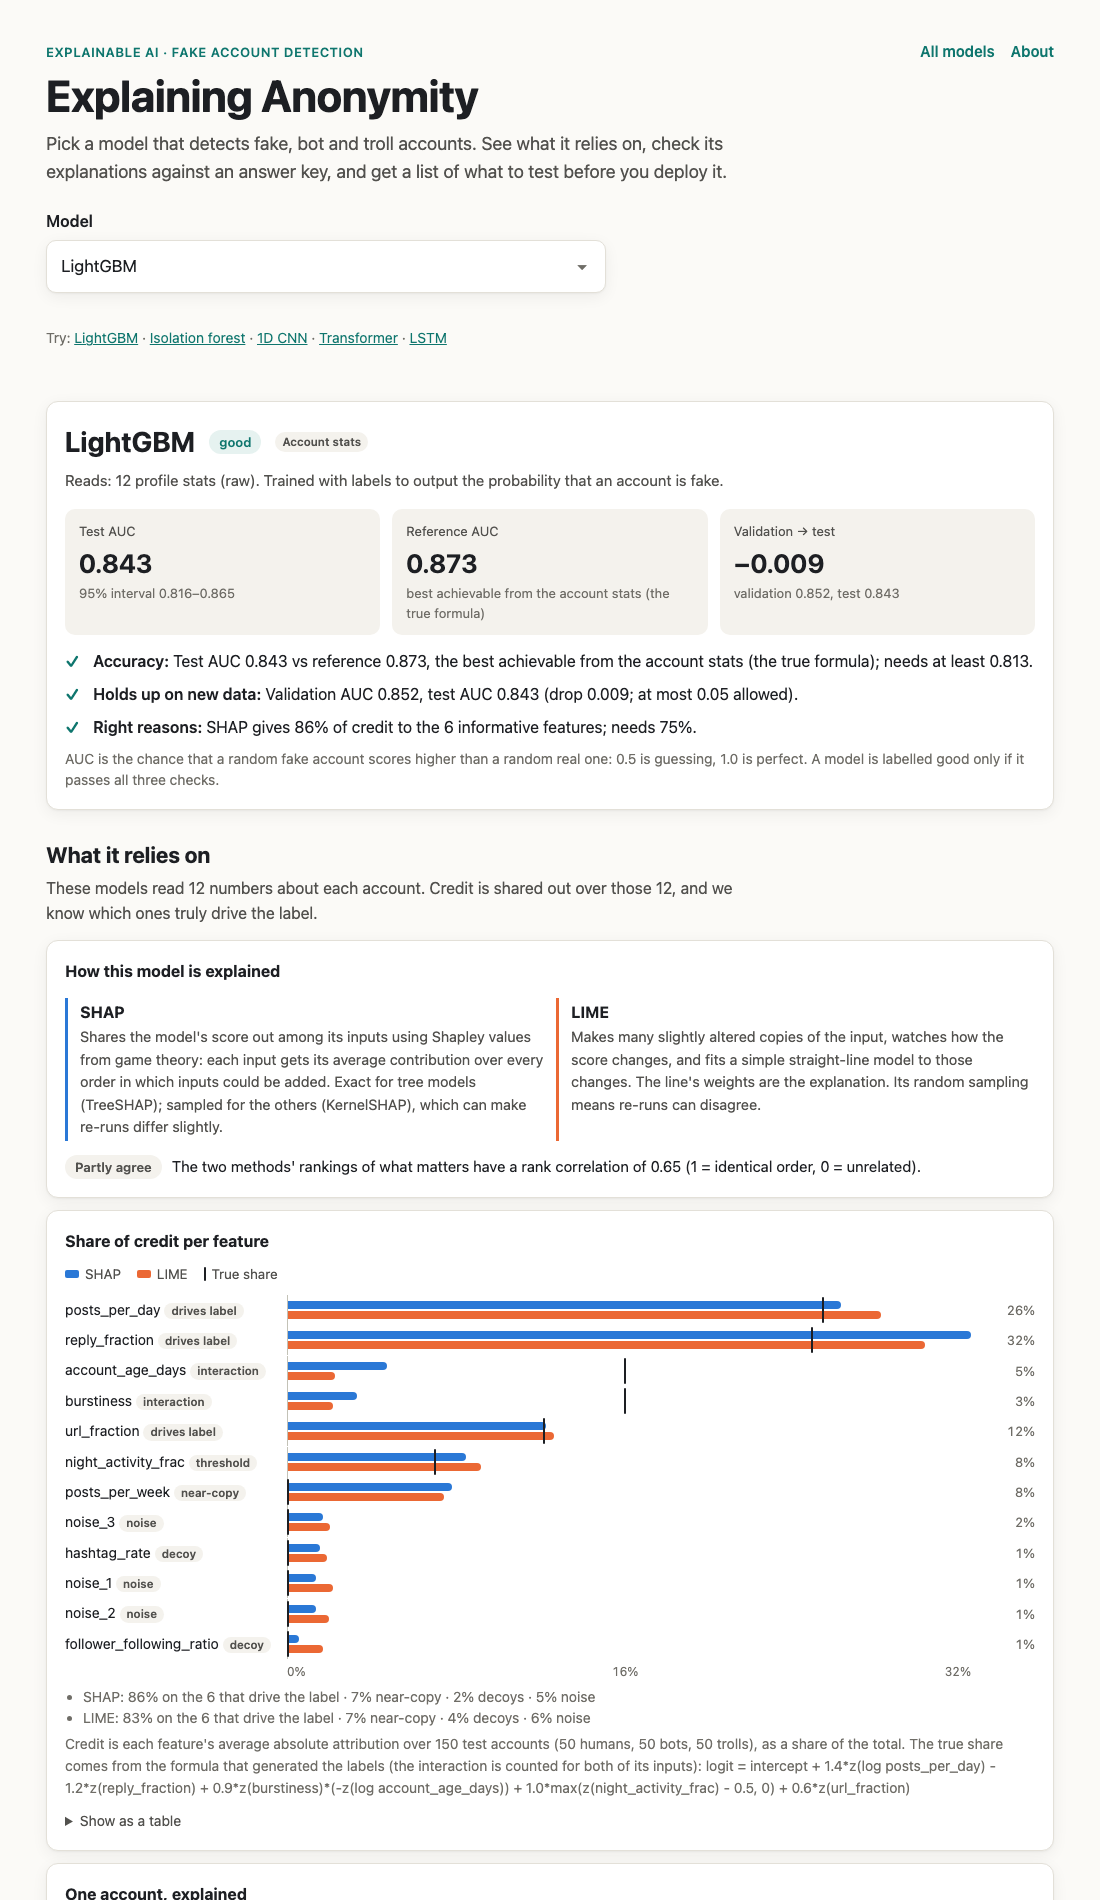 EXPLAINABLE AI · FAKE ACCOUNT DETECTION
All models About
Explaining Anonymity
Pick a model that detects fake, bot and troll accounts. See what it relies on, check its
explanations against an answer key, and get a list of what to test before you deploy it.
Model
LightGBM
Try: LightGBM · Isolation forest · 1D CNN · Transformer · LSTM
LightGBM good Account stats
Reads: 12 profile stats (raw). Trained with labels to output the probability that an account is fake.
Test AUC
0.843
95% interval 0.816–0.865
Reference AUC
0.873
best achievable from the account stats (the
true formula)
Validation → test
−0.009
validation 0.852, test 0.843
✓ Accuracy: Test AUC 0.843 vs reference 0.873, the best achievable from the account stats (the true formula); needs at least 0.813.
✓ Holds up on new data: Validation AUC 0.852, test AUC 0.843 (drop 0.009; at most 0.05 allowed).
✓ Right reasons: SHAP gives 86% of credit to the 6 informative features; needs 75%.
AUC is the chance that a random fake account scores higher than a random real one: 0.5 is guessing, 1.0 is perfect. A model is labelled good only if it
passes all three checks.
What it relies on
These models read 12 numbers about each account. Credit is shared out over those 12, and we
know which ones truly drive the label.
How this model is explained
SHAP
Shares the model's score out among its inputs using Shapley values
from game theory: each input gets its average contribution over every
order in which inputs could be added. Exact for tree models
(TreeSHAP); sampled for the others (KernelSHAP), which can make
re-runs differ slightly.
LIME
Makes many slightly altered copies of the input, watches how the
score changes, and fits a simple straight-line model to those
changes. The line's weights are the explanation. Its random sampling
means re-runs can disagree.
Partly agree The two methods' rankings of what matters have a rank correlation of 0.65 (1 = identical order, 0 = unrelated).
Share of credit per feature
SHAP LIME True share
posts_per_day drives label 26%
reply_fraction drives label 32%
account_age_days interaction 5%
burstiness interaction 3%
url_fraction drives label 12%
night_activity_frac threshold 8%
posts_per_week near-copy 8%
noise_3 noise 2%
hashtag_rate decoy 1%
noise_1 noise 1%
noise_2 noise 1%
follower_following_ratio decoy 1%
0% 16% 32%
• SHAP: 86% on the 6 that drive the label · 7% near-copy · 2% decoys · 5% noise
• LIME: 83% on the 6 that drive the label · 7% near-copy · 4% decoys · 6% noise
Credit is each feature's average absolute attribution over 150 test accounts (50 humans, 50 bots, 50 trolls), as a share of the total. The true share
comes from the formula that generated the labels (the interaction is counted for both of its inputs): logit = intercept + 1.4*z(log posts_per_day) -
1.2*z(reply_fraction) + 0.9*z(burstiness)*(-z(log account_age_days)) + 1.0*max(z(night_activity_frac) - 0.5, 0) + 0.6*z(url_fraction)
▶ Show as a table
One account, explained